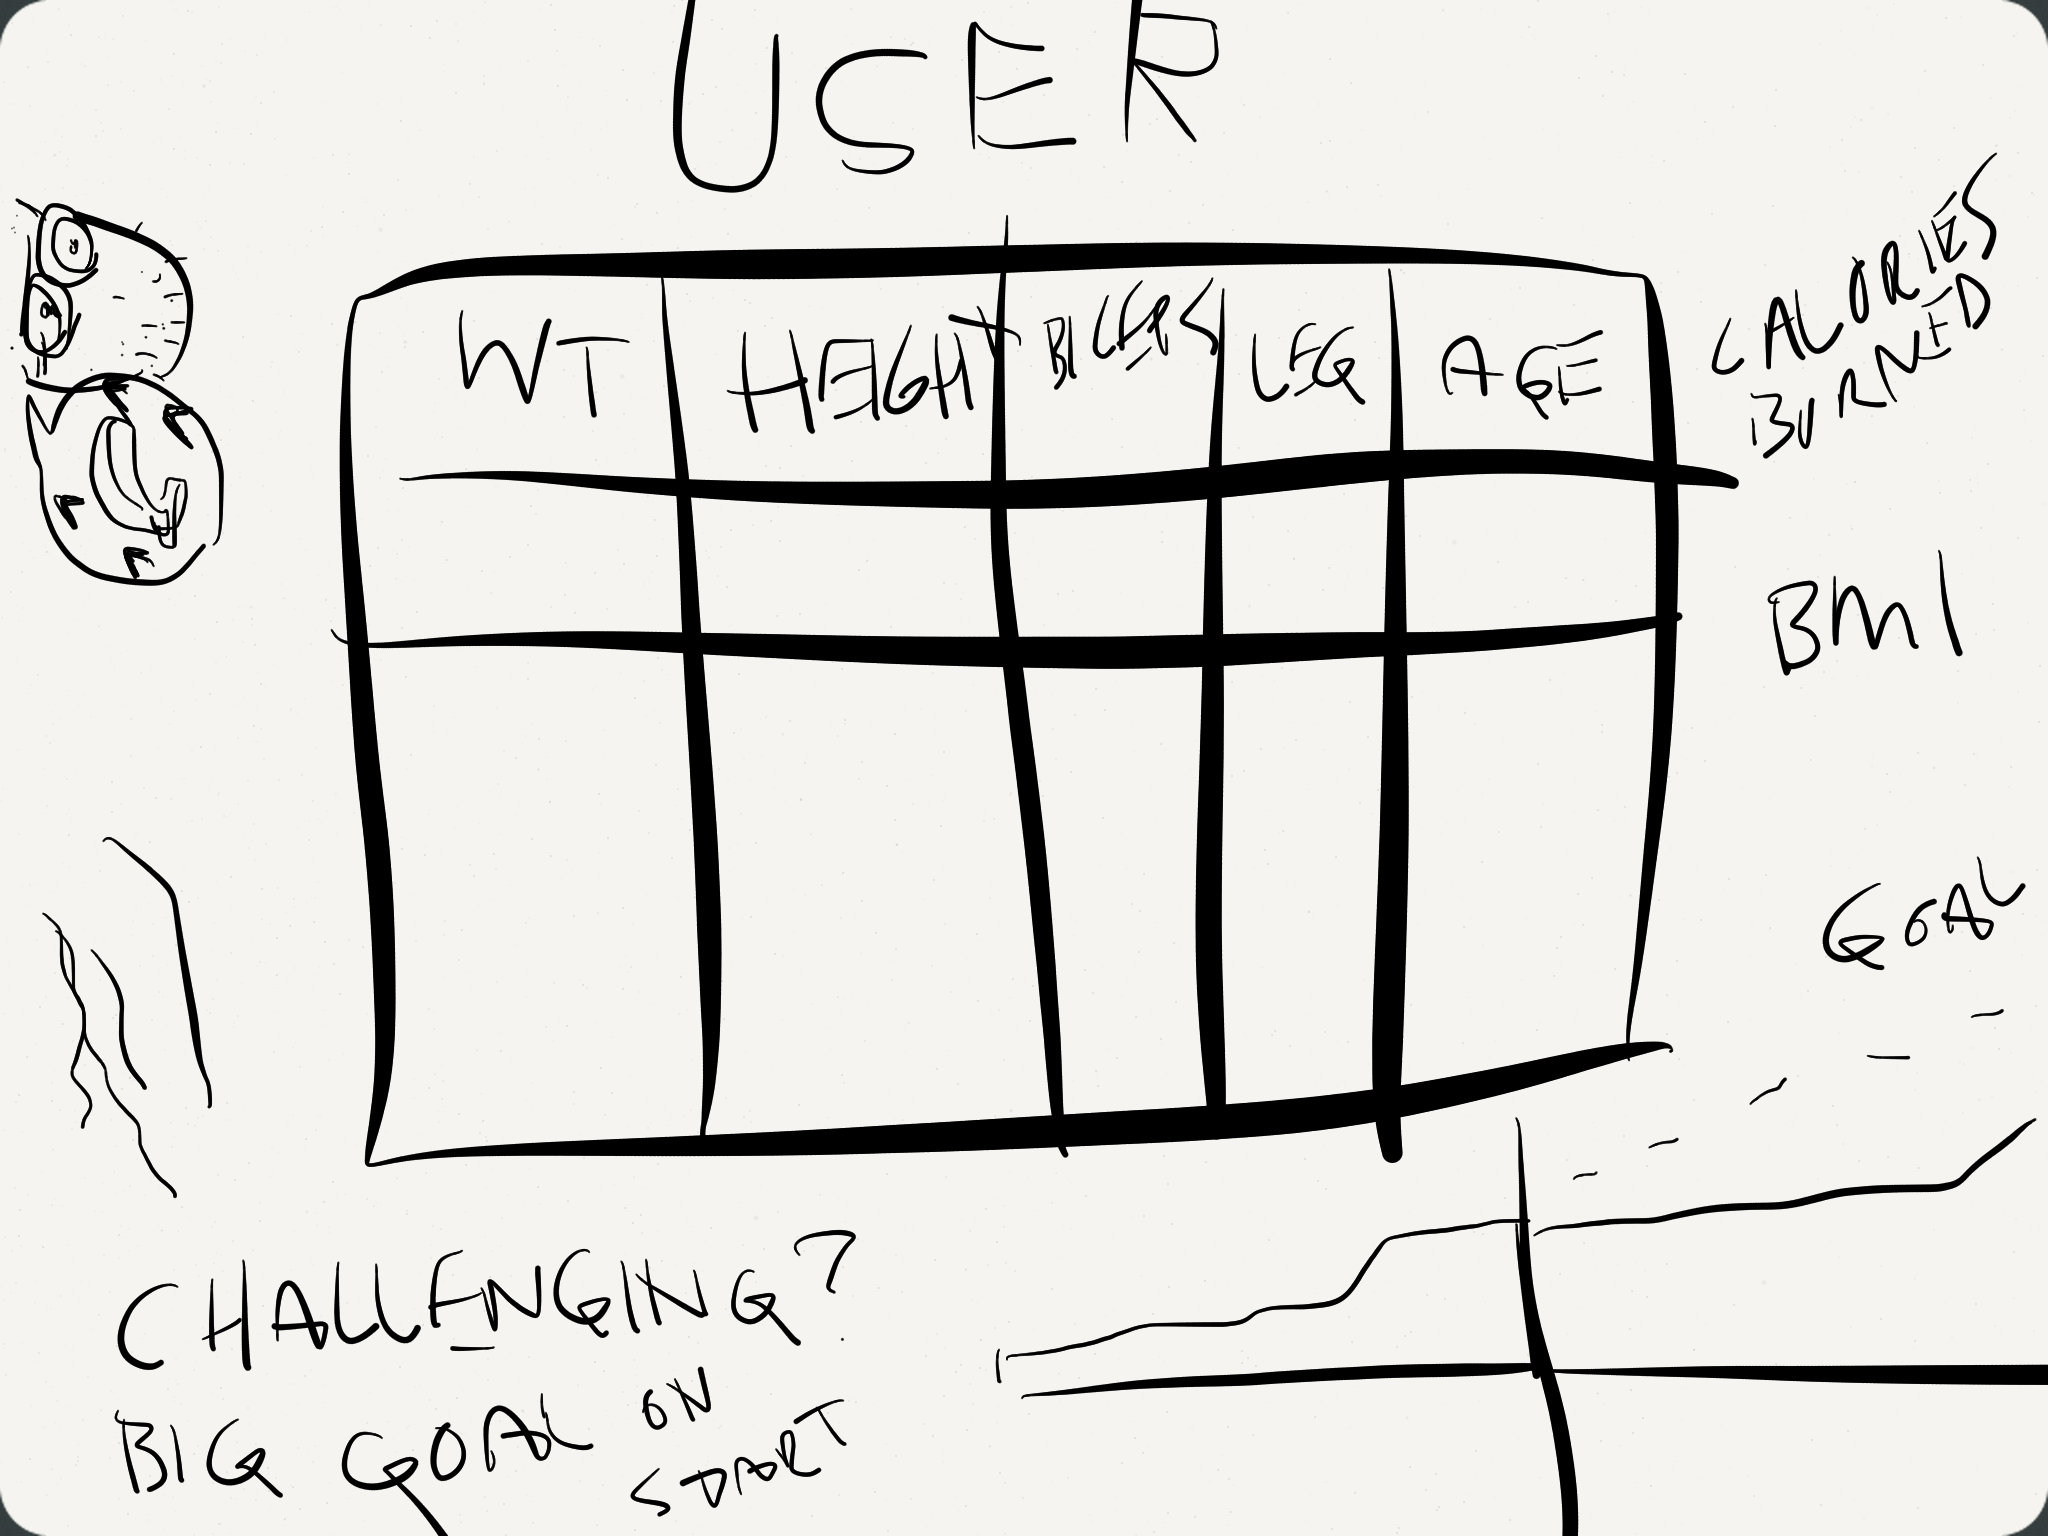 USER
WT HEIGHT BICEPS LEG AGE
CALORIES
BURNED
BMI
GOAL
CHALLENGING?
BIG GOAL ON
START